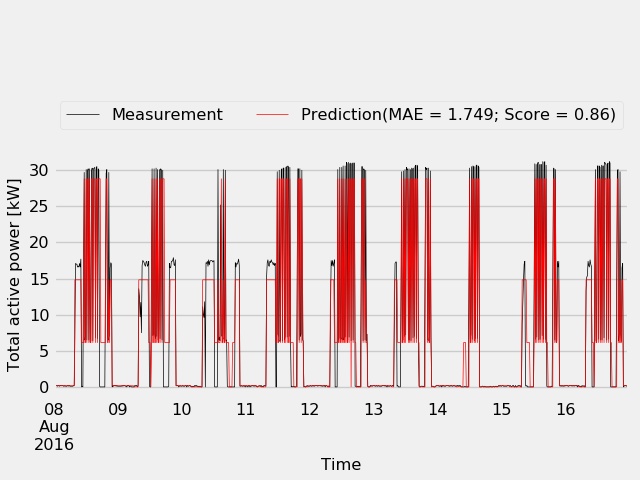 Measurement Prediction(MAE = 1.749; Score = 0.86)
Total active power [kW]
30
25
20
15
10
5
0
08 09 10 11 12 13 14 15 16
Aug
2016
Time